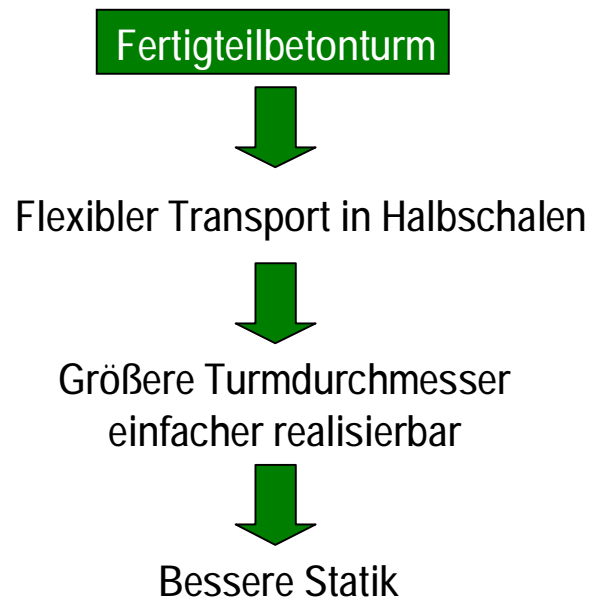 Fertigteilbetonturm
Flexibler Transport in Halbschalen
Größere Turmdurchmesser
einfacher realisierbar
Bessere Statik